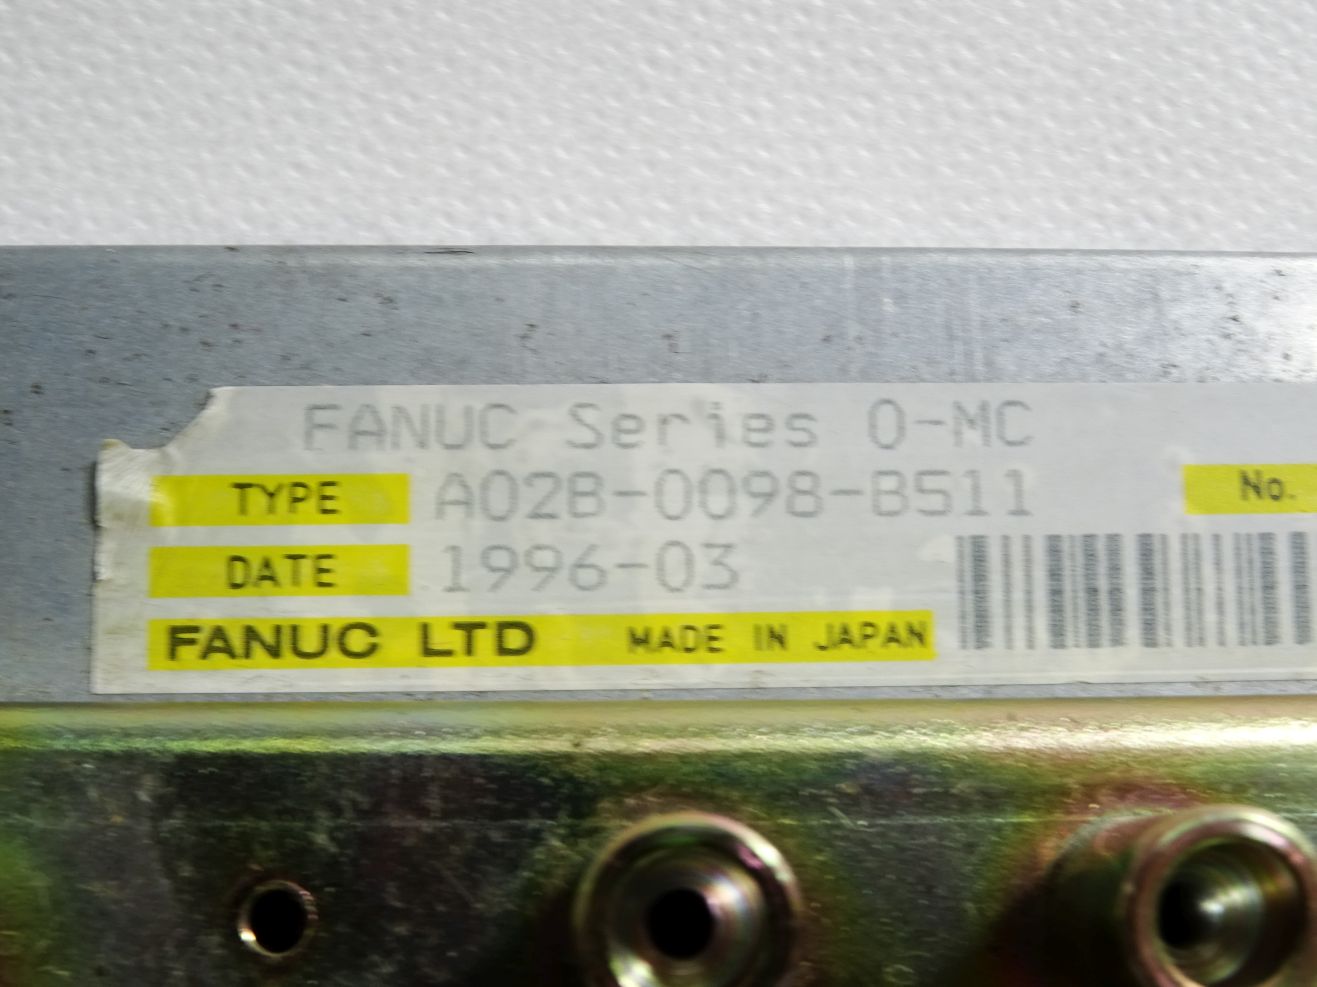 FANUC Series 0-MC
TYPE A02B-0098-B511 No.
DATE 1996-03
FANUC LTD MADE IN JAPAN